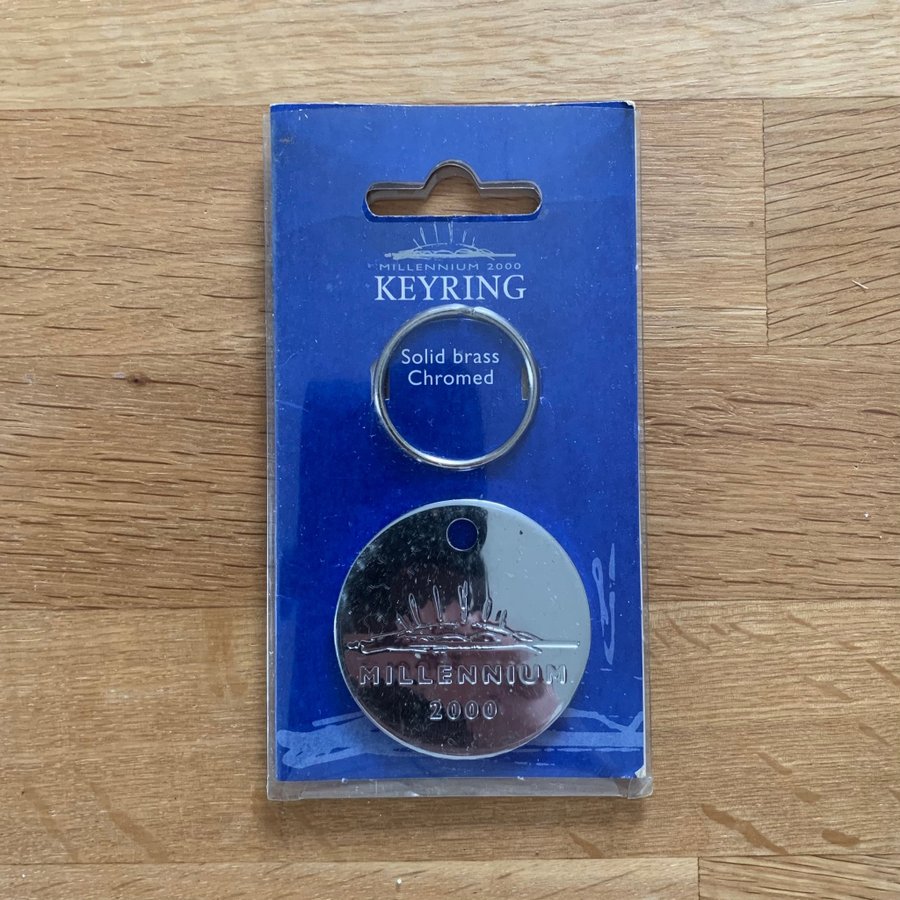 MILLENNIUM 2000
KEYRING
Solid brass
Chromed
MILLENNIUM
2000